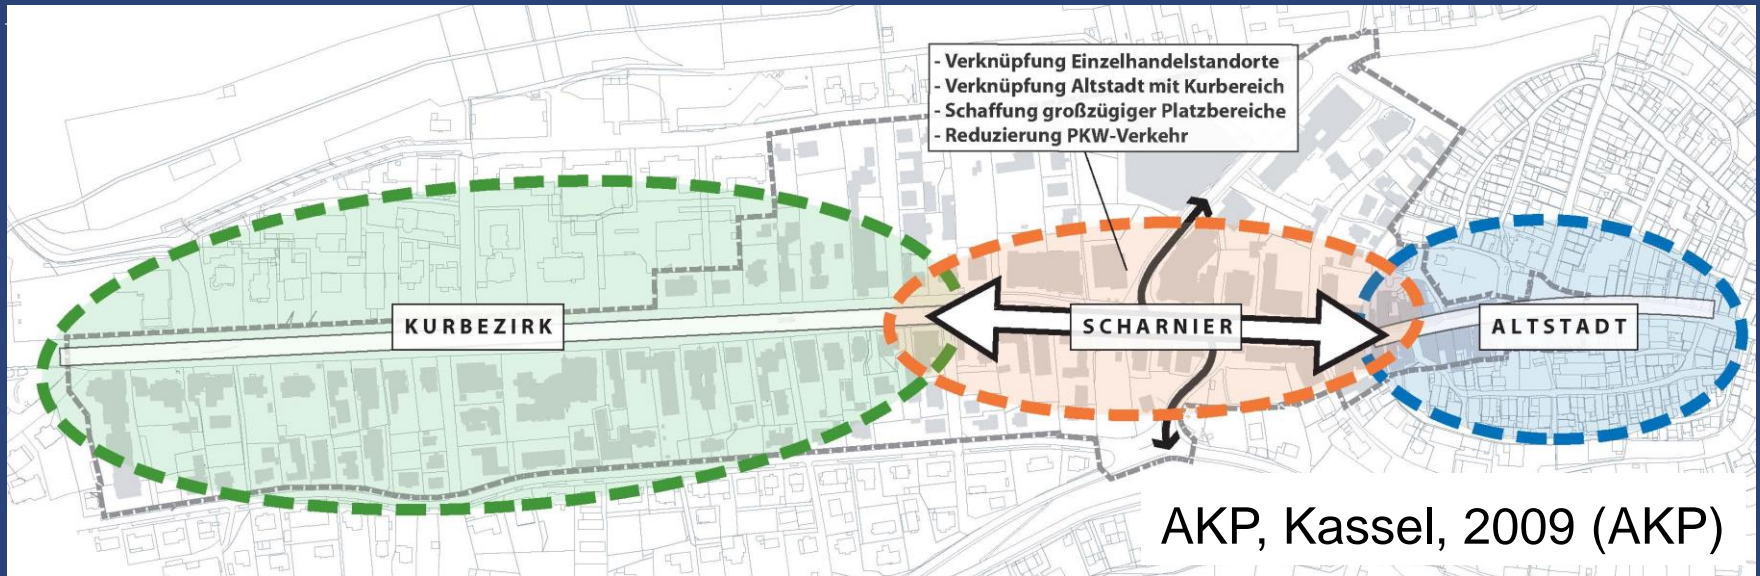 - Verknüpfung Einzelhandelstandorte
- Verknüpfung Altstadt mit Kurbereich
- Schaffung großzügiger Platzbereiche
- Reduzierung PKW-Verkehr
KURBEZIRK
SCHARNIER
ALTSTADT
AKP, Kassel, 2009 (AKP)